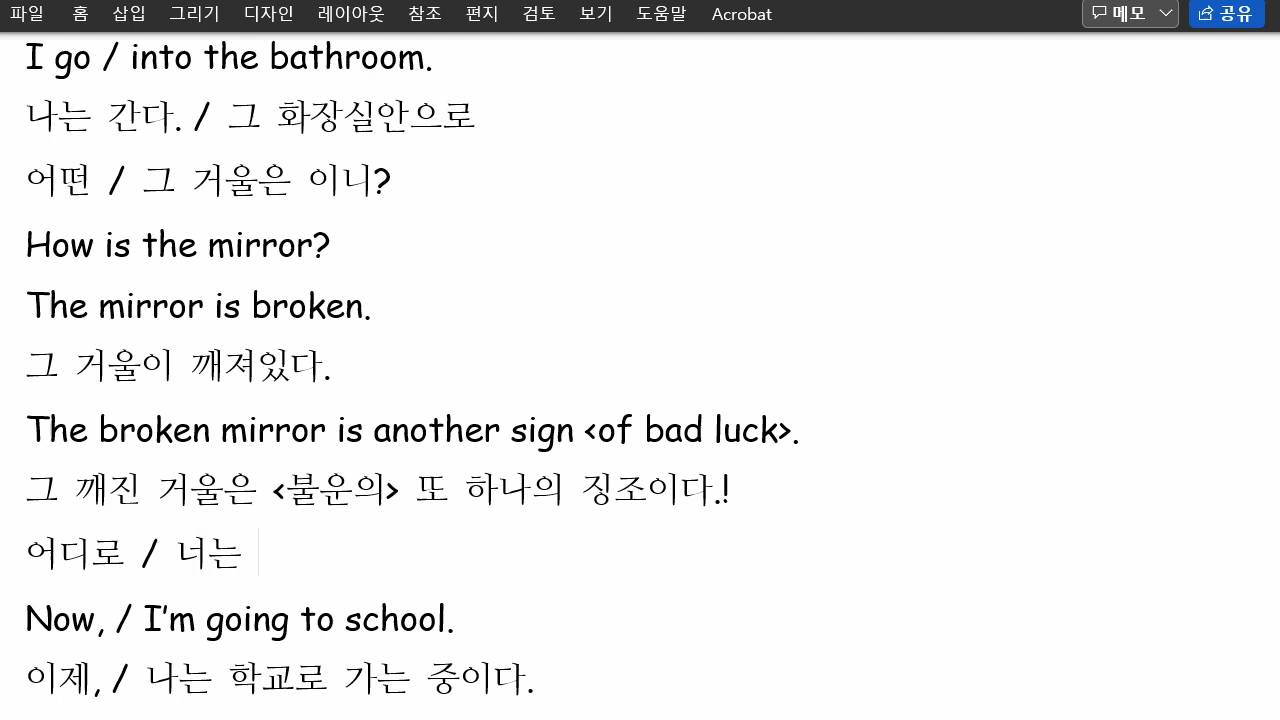 파일 홈 삽입 그리기 디자인 레이아웃 참조 편지 검토 보기 도움말 Acrobat 메모 공유
I go / into the bathroom.
나는 간다. / 그 화장실안으로
어떤 / 그 거울은 이니?
How is the mirror?
The mirror is broken.
그 거울이 깨져있다.
The broken mirror is another sign <of bad luck>.
그 깨진 거울은 <불운의> 또 하나의 징조이다.!
어디로 / 너는
Now, / I’m going to school.
이제, / 나는 학교로 가는 중이다.